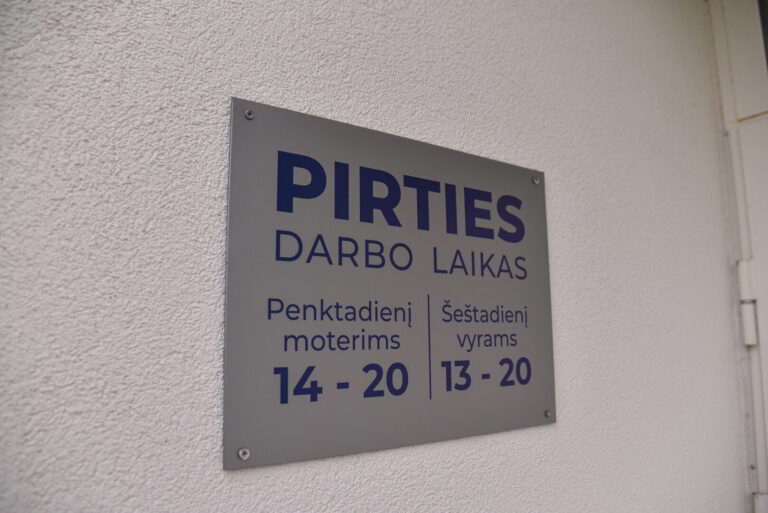 PIRTIES
DARBO LAIKAS
Penktadienį
moterims
14 - 20
Šeštadienį
vyrams
13 - 20